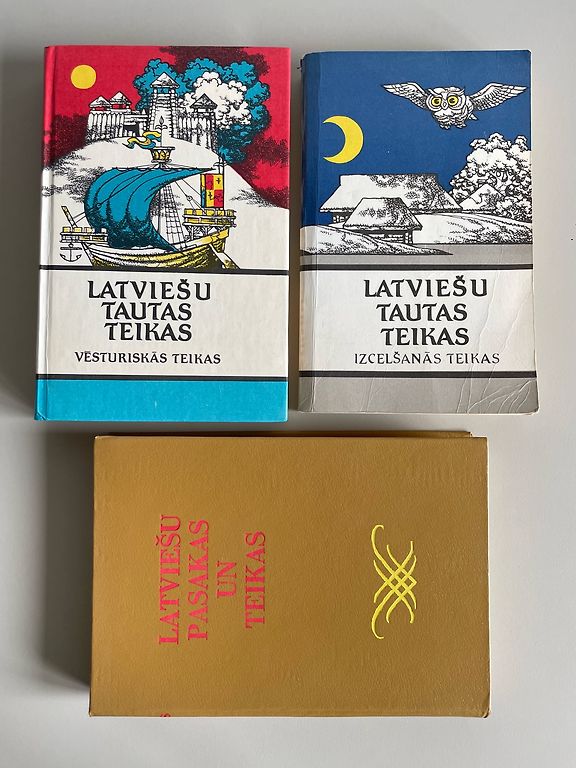 LATVIEŠU
TAUTAS
TEIKAS
VĒSTURISKĀS TEIKAS
LATVIEŠU
TAUTAS
TEIKAS
IZCELŠANĀS TEIKAS
LATVIEŠU
PASAKAS
UN
TEIKAS